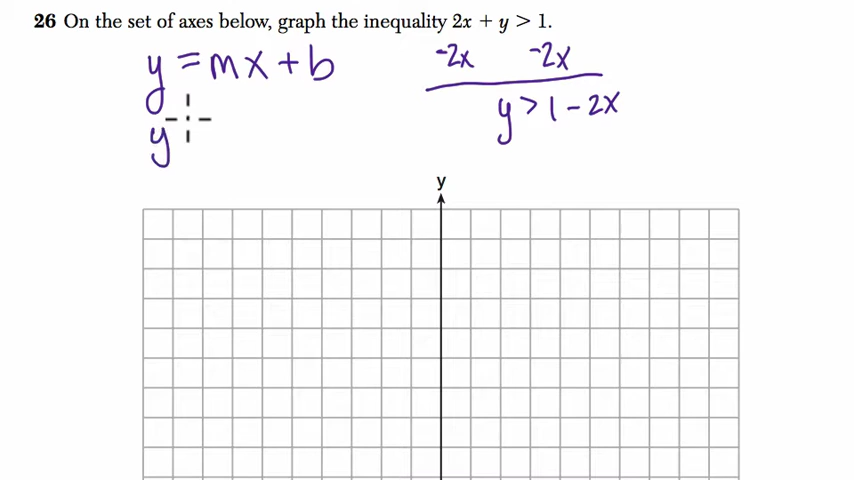 26 On the set of axes below, graph the inequality 2x + y > 1.
y = mx + b
-2x -2x
y > 1 - 2x
y
y